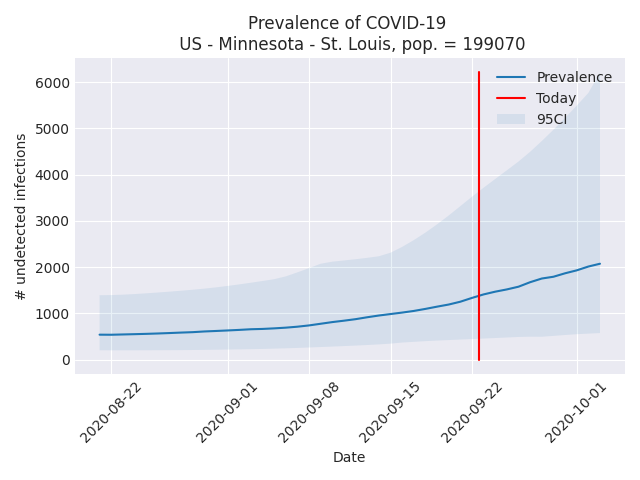 Prevalence of COVID-19
US - Minnesota - St. Louis, pop. = 199070
Prevalence
Today
95CI
# undetected infections
6000
5000
4000
3000
2000
1000
0
2020-08-22
2020-09-01
2020-09-08
2020-09-15
2020-09-22
2020-10-01
Date